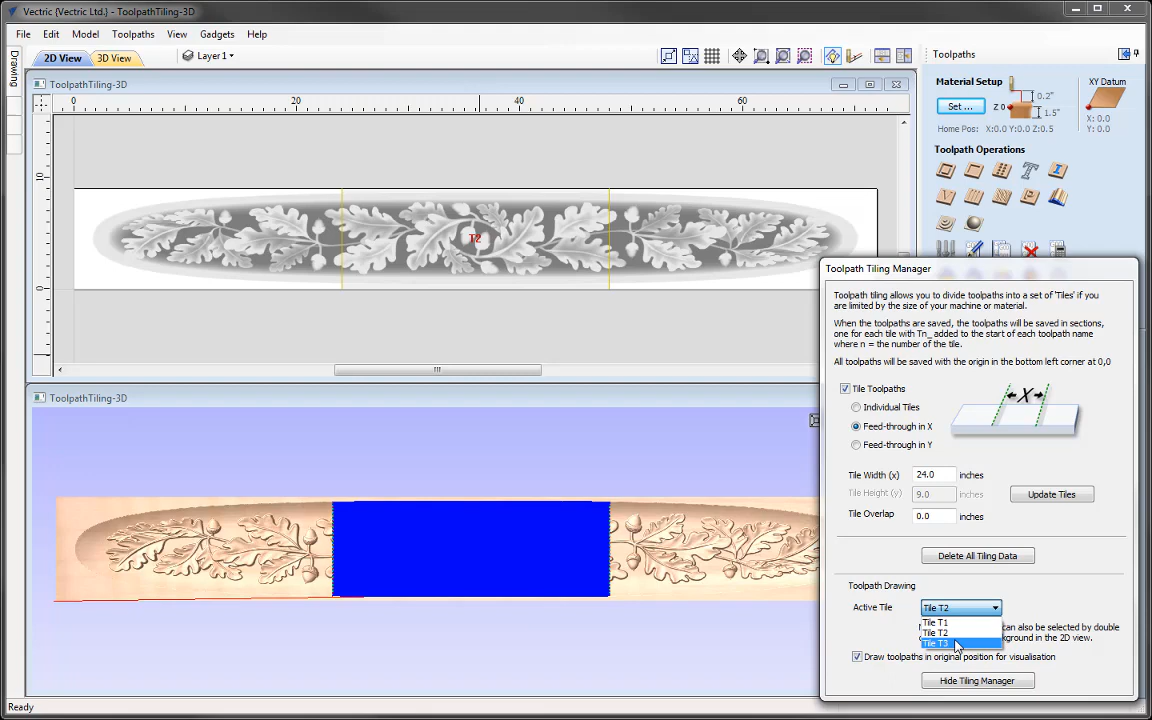 Vectric {Vectric Ltd.} - ToolpathTiling-3D
File Edit Model Toolpaths View Gadgets Help
2D View 3D View Layer 1
Drawing
ToolpathTiling-3D
0 20 40 60
10
0
T2
ToolpathTiling-3D
Toolpaths
Material Setup
XY Datum
Set ...
Z 0
0.2"
1.5"
X: 0.0
Y: 0.0
Home Pos: X:0.0 Y:0.0 Z:0.5
Toolpath Operations
Toolpath Tiling Manager
Toolpath tiling allows you to divide toolpaths into a set of 'Tiles' if you
are limited by the size of your machine or material.
When the toolpaths are saved, the toolpaths will be saved in sections,
one for each tile with Tn_ added to the start of each toolpath name
where n = the number of the tile.
All toolpaths will be saved with the origin in the bottom left corner at 0,0
Tile Toolpaths
Individual Tiles
Feed-through in X
Feed-through in Y
X
Tile Width (x) 24.0 inches
Tile Height (y) 9.0 inches
Update Tiles
Tile Overlap 0.0 inches
Delete All Tiling Data
Toolpath Drawing
Active Tile Tile T2
Tile T1
Tile T2
Tile T3
can also be selected by double
ckground in the 2D view.
Draw toolpaths in original position for visualisation
Hide Tiling Manager
Ready